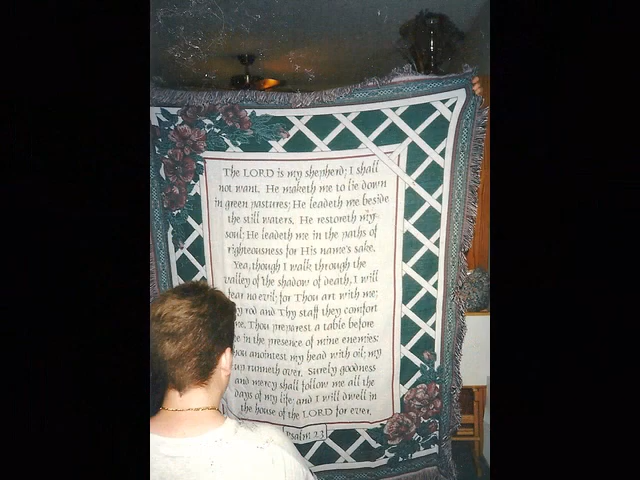 The LORD is my shepherd; I shall
not want. He maketh me to lie down
in green pastures; He leadeth me beside
the still waters. He restoreth my
soul; He leadeth me in the paths of
righteousness for His name's sake.
Yea, though I walk through the
valley of the shadow of death, I will
fear no evil; for Thou art with me;
rod and Thy staff they comfort
me. Thou preparest a table before
in the presence of mine enemies:
anointest my head with oil; my
runneth over. Surely goodness
and mercy shall follow me all the
days of my life; and I will dwell in
the house of the LORD for ever.
Psalm 23